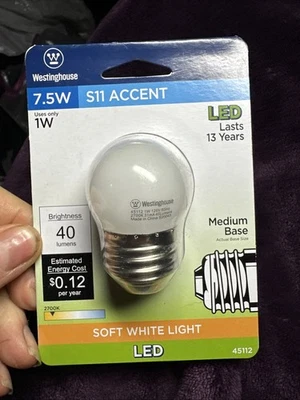 Westinghouse
7.5W S11 ACCENT
Uses only
1W
LED
Lasts
13 Years
Westinghouse
Brightness
40
lumens
Estimated
Energy Cost
$0.12
per year
Medium
Base
Actual Base Size
2700K
SOFT WHITE LIGHT
LED
45112